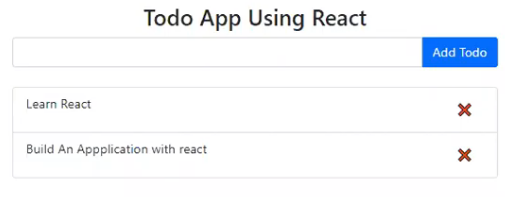 Todo App Using React
Add Todo
Learn React
Build An Appplication with react